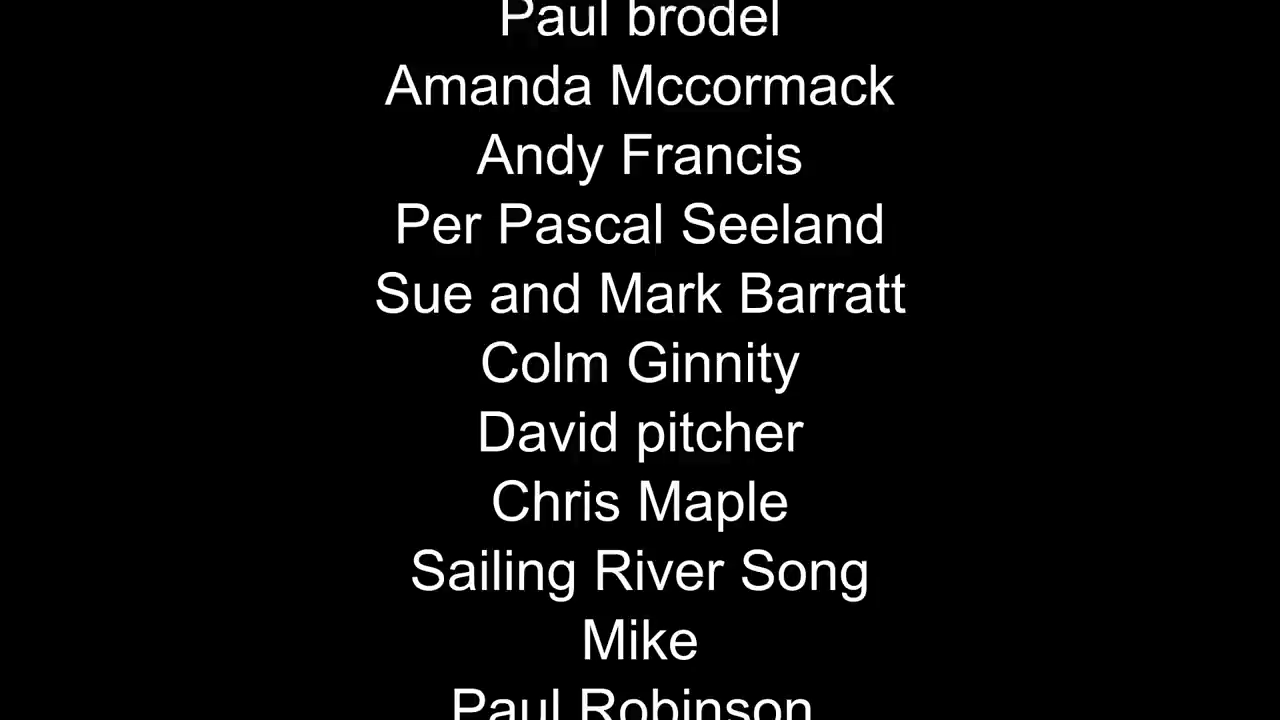 Paul brodel
Amanda Mccormack
Andy Francis
Per Pascal Seeland
Sue and Mark Barratt
Colm Ginnity
David pitcher
Chris Maple
Sailing River Song
Mike
Paul Robinson